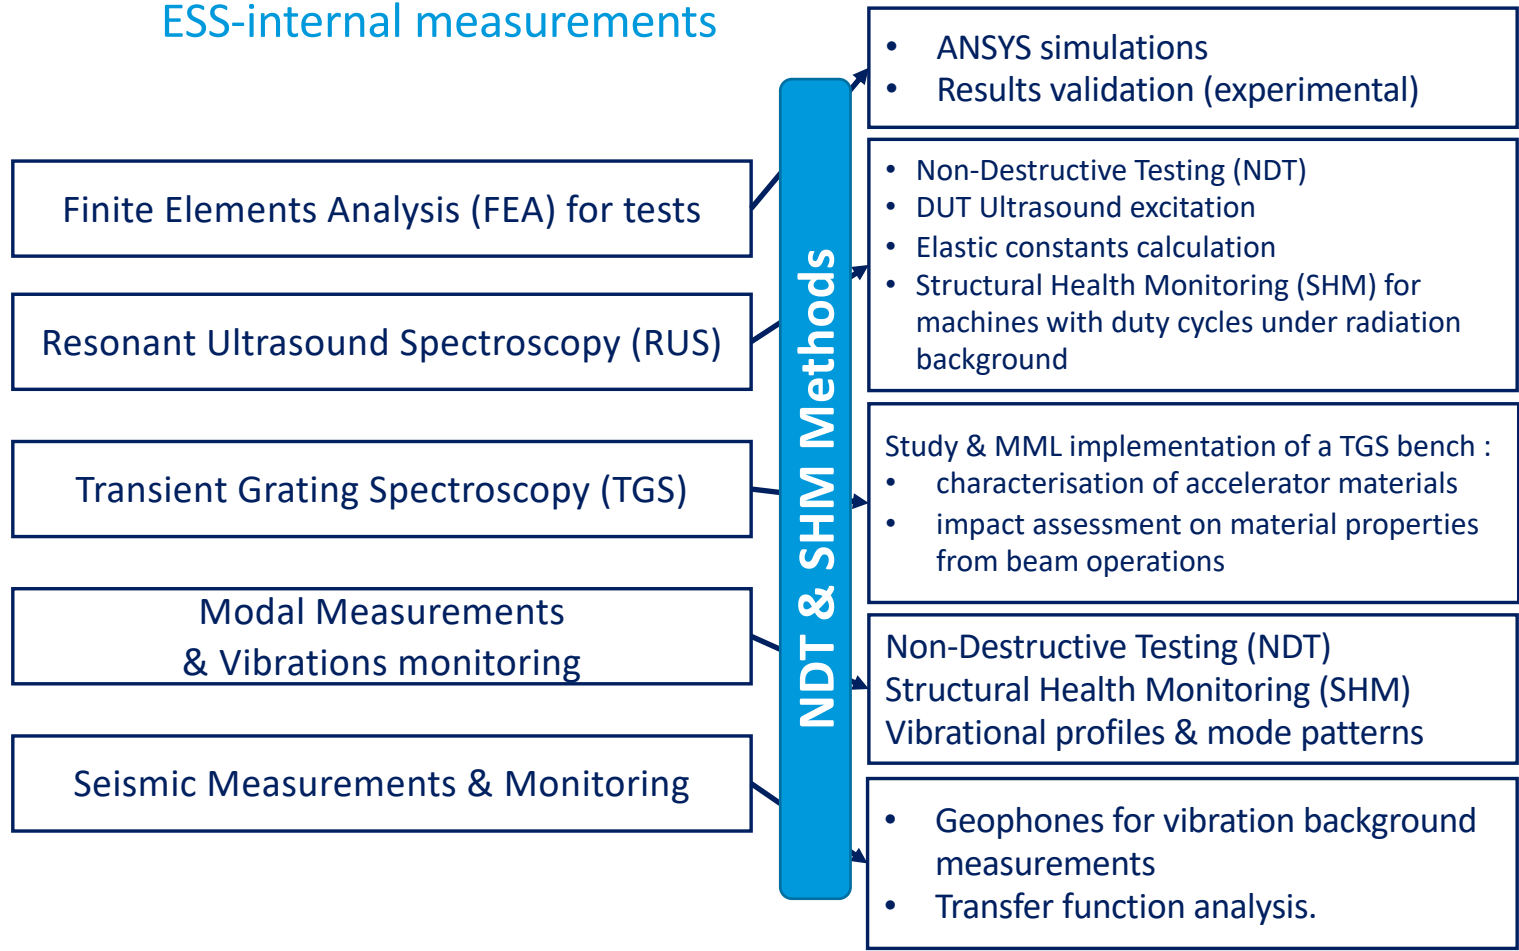 ESS-internal measurements
Finite Elements Analysis (FEA) for tests
Resonant Ultrasound Spectroscopy (RUS)
Transient Grating Spectroscopy (TGS)
Modal Measurements
& Vibrations monitoring
Seismic Measurements & Monitoring
NDT & SHM Methods
• ANSYS simulations
• Results validation (experimental)
• Non-Destructive Testing (NDT)
• DUT Ultrasound excitation
• Elastic constants calculation
• Structural Health Monitoring (SHM) for
machines with duty cycles under radiation
background
Study & MML implementation of a TGS bench :
• characterisation of accelerator materials
• impact assessment on material properties
from beam operations
Non-Destructive Testing (NDT)
Structural Health Monitoring (SHM)
Vibrational profiles & mode patterns
• Geophones for vibration background
measurements
• Transfer function analysis.